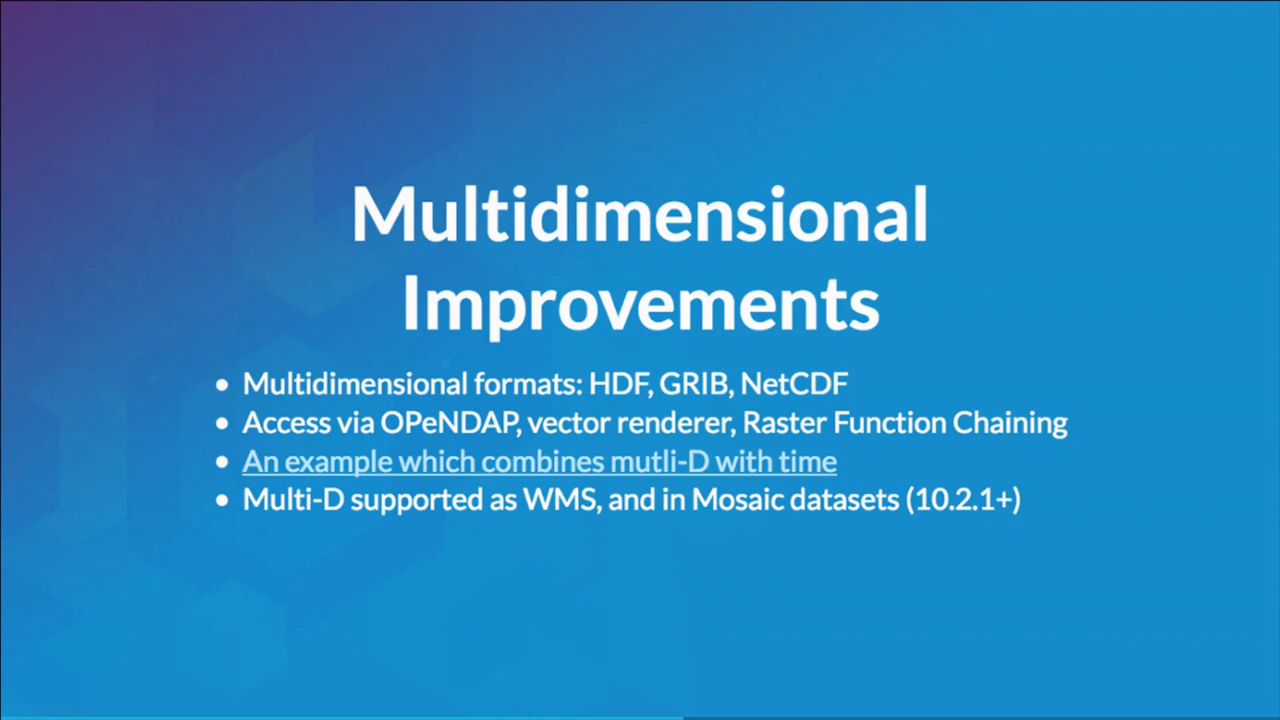 Multidimensional
Improvements
• Multidimensional formats: HDF, GRIB, NetCDF
• Access via OPeNDAP, vector renderer, Raster Function Chaining
• An example which combines mutli-D with time
• Multi-D supported as WMS, and in Mosaic datasets (10.2.1+)